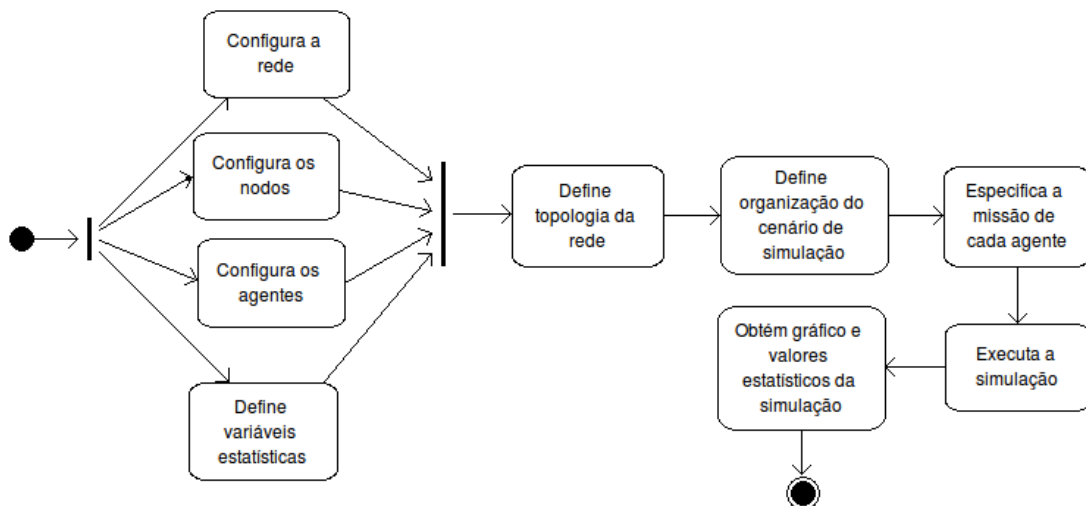 Configura a
rede
Configura os
nodos
Configura os
agentes
Define
variáveis
estatísticas
Define
topologia da
rede
Define
organização do
cenário de
simulação
Especifica a
missão de
cada agente
Executa a
simulação
Obtém gráfico e
valores
estatísticos da
simulação